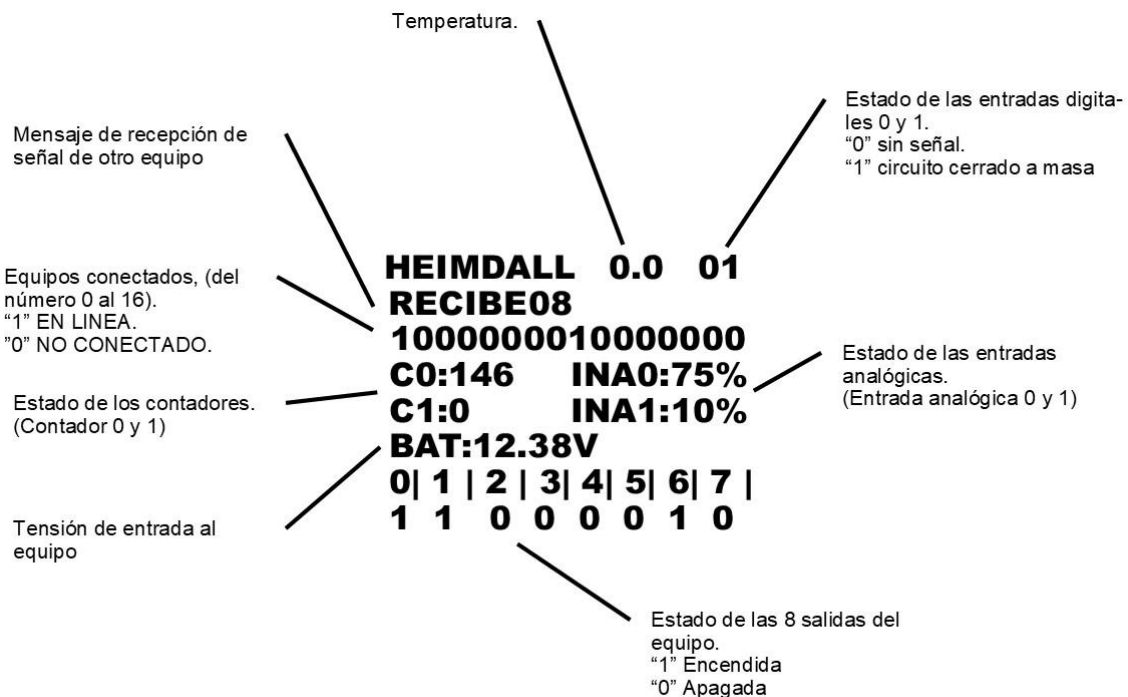 Temperatura.
Estado de las entradas digita-
les 0 y 1.
“0” sin señal.
“1” circuito cerrado a masa
Mensaje de recepción de
señal de otro equipo
Equipos conectados, (del
número 0 al 16).
“1” EN LINEA.
”0” NO CONECTADO.
Estado de los contadores.
(Contador 0 y 1)
Tensión de entrada al
equipo
HEIMDALL 0.0 01
RECIBE08
1000000010000000
C0:146 INA0:75%
C1:0 INA1:10%
BAT:12.38V
0| 1 | 2 | 3| 4| 5| 6| 7 |
1 1 0 0 0 0 1 0
Estado de las entradas
analógicas.
(Entrada analógica 0 y 1)
Estado de las 8 salidas del
equipo.
“1” Encendida
“0” Apagada